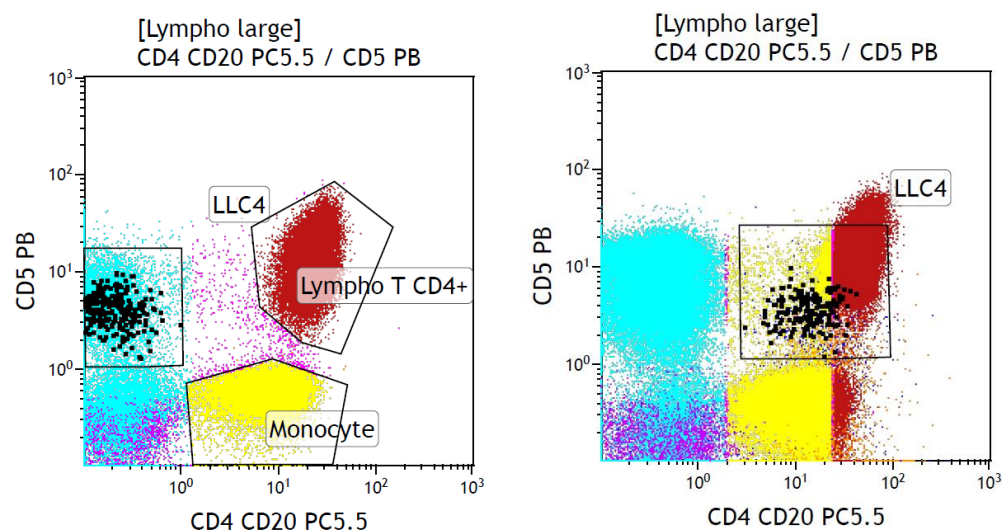 [Lympho large]
CD4 CD20 PC5.5 / CD5 PB
10³
10²
10¹
10⁰
CD5 PB
LLC4
Lympho T CD4+
Monocyte
10⁰
10¹
10²
10³
CD4 CD20 PC5.5
[Lympho large]
CD4 CD20 PC5.5 / CD5 PB
10³
10²
10¹
10⁰
CD5 PB
LLC4
10⁰
10¹
10²
10³
CD4 CD20 PC5.5